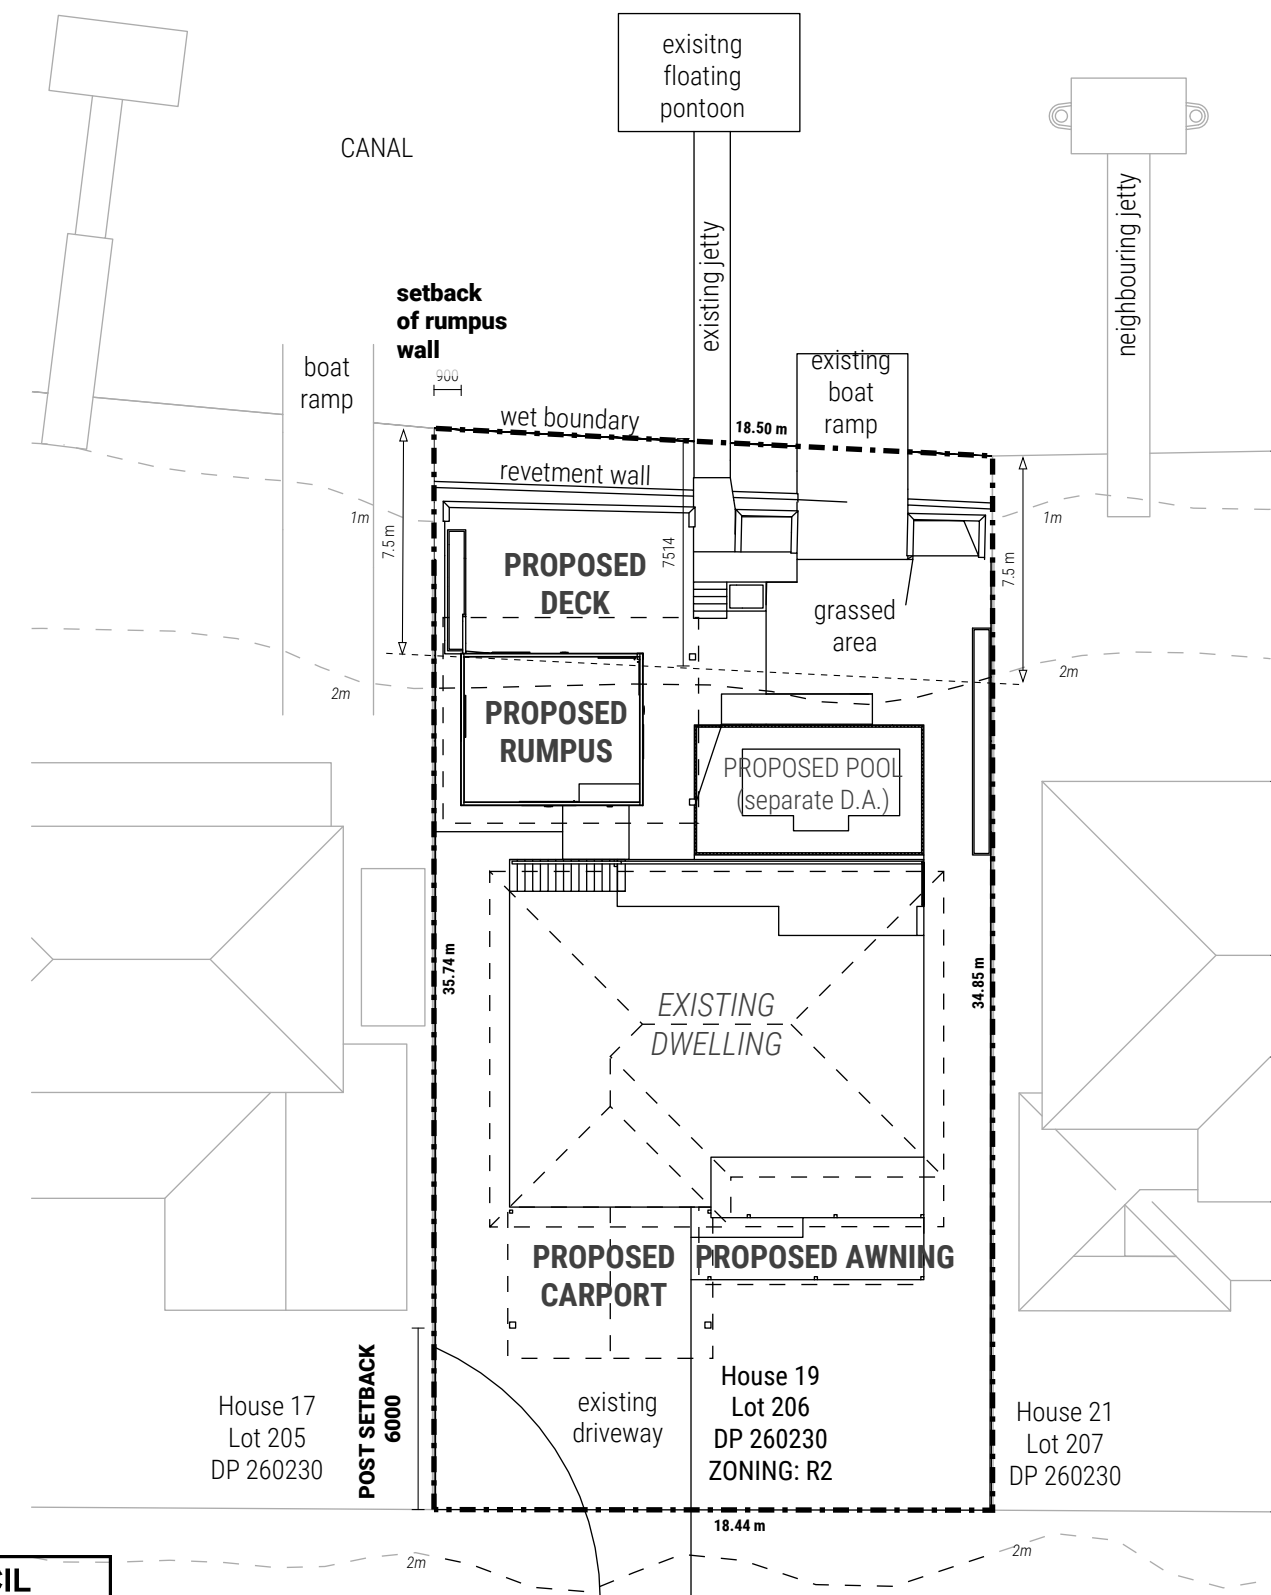 exisitng
floating
pontoon
CANAL
neighbouring jetty
existing jetty
setback
of rumpus
wall
900
boat
ramp
existing
boat
ramp
wet boundary
18.50 m
revetment wall
1m
7.5 m
7514
PROPOSED
DECK
grassed
area
7.5 m
1m
2m
2m
PROPOSED
RUMPUS
PROPOSED POOL
(separate D.A.)
35.74 m
34.85 m
EXISTING
DWELLING
PROPOSED
CARPORT
PROPOSED AWNING
POST SETBACK
6000
House 17
Lot 205
DP 260230
existing
driveway
House 19
Lot 206
DP 260230
ZONING: R2
House 21
Lot 207
DP 260230
18.44 m
2m
2m